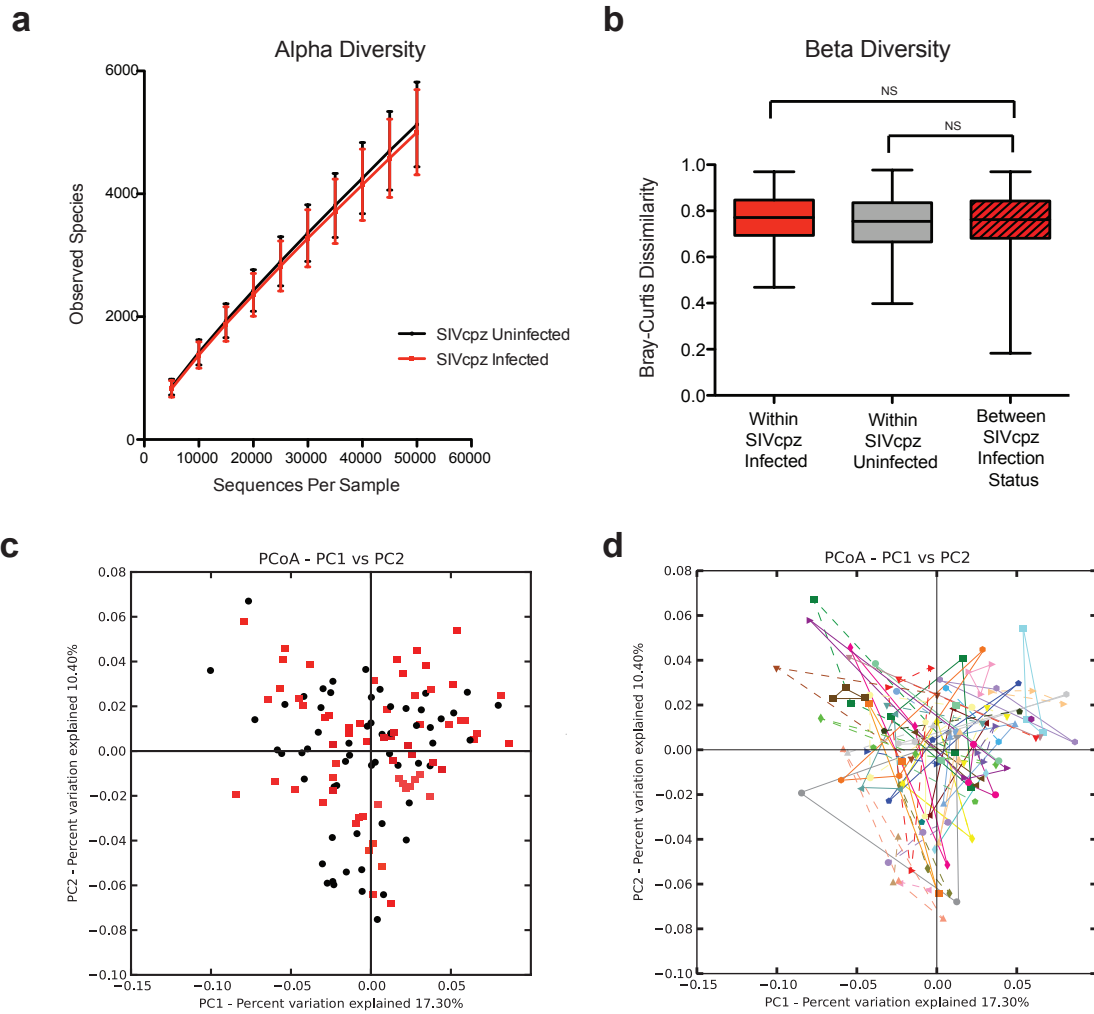 a
Alpha Diversity
6000
4000
2000
0
0 10000 20000 30000 40000 50000 60000
Observed Species
Sequences Per Sample
SIVcpz Uninfected
SIVcpz Infected
b
Beta Diversity
NS
NS
1.0
0.8
0.6
0.4
0.2
0.0
Bray-Curtis Dissimilarity
Within
SIVcpz
Infected
Within
SIVcpz
Uninfected
Between
SIVcpz
Infection
Status
c
PCoA - PC1 vs PC2
0.08
0.06
0.04
0.02
0.00
−0.02
−0.04
−0.06
−0.08
−0.10
−0.15 −0.10 −0.05 0.00 0.05
PC2 - Percent variation explained 10.40%
PC1 - Percent variation explained 17.30%
d
PCoA - PC1 vs PC2
0.08
0.06
0.04
0.02
0.00
−0.02
−0.04
−0.06
−0.08
−0.10
−0.15 −0.10 −0.05 0.00 0.05
PC2 - Percent variation explained 10.40%
PC1 - Percent variation explained 17.30%